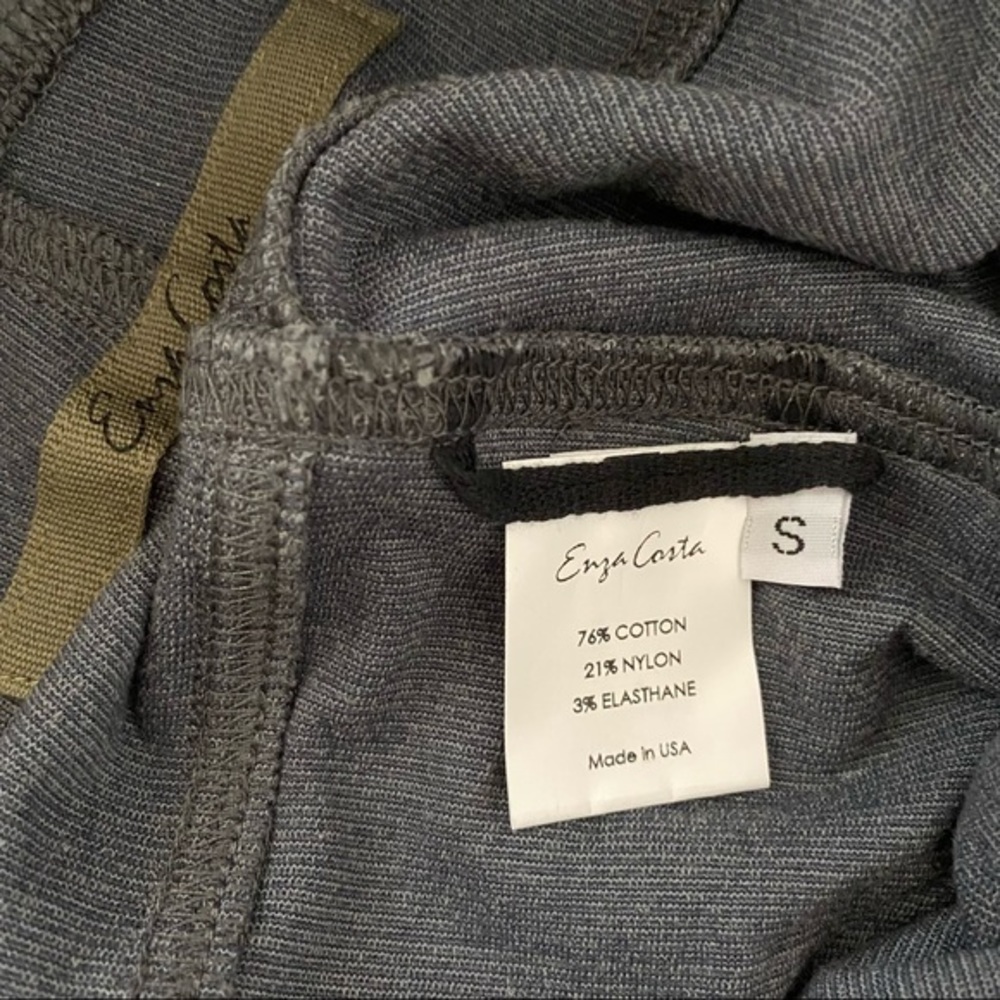 Enza Costa
Enza Costa
S
76% COTTON
21% NYLON
3% ELASTHANE
Made in USA